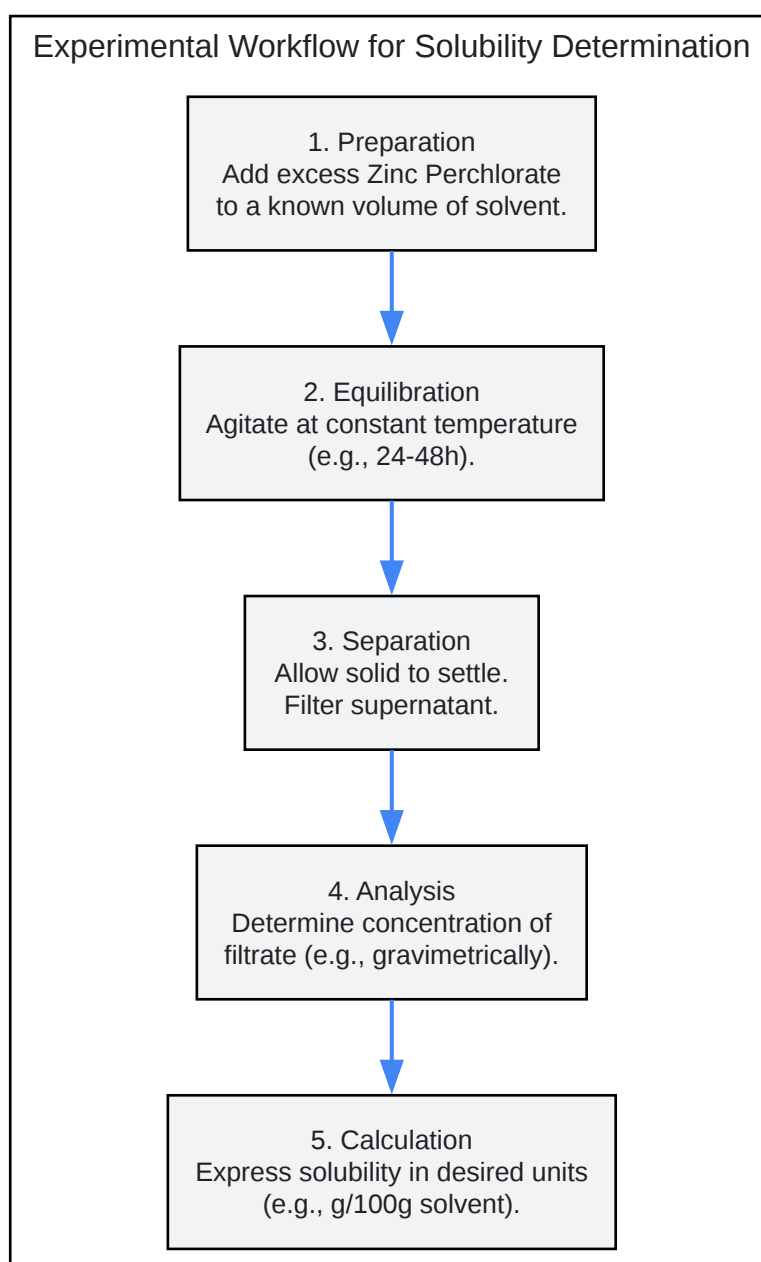 Experimental Workflow for Solubility Determination
1. Preparation
Add excess Zinc Perchlorate
to a known volume of solvent.
2. Equilibration
Agitate at constant temperature
(e.g., 24-48h).
3. Separation
Allow solid to settle.
Filter supernatant.
4. Analysis
Determine concentration of
filtrate (e.g., gravimetrically).
5. Calculation
Express solubility in desired units
(e.g., g/100g solvent).